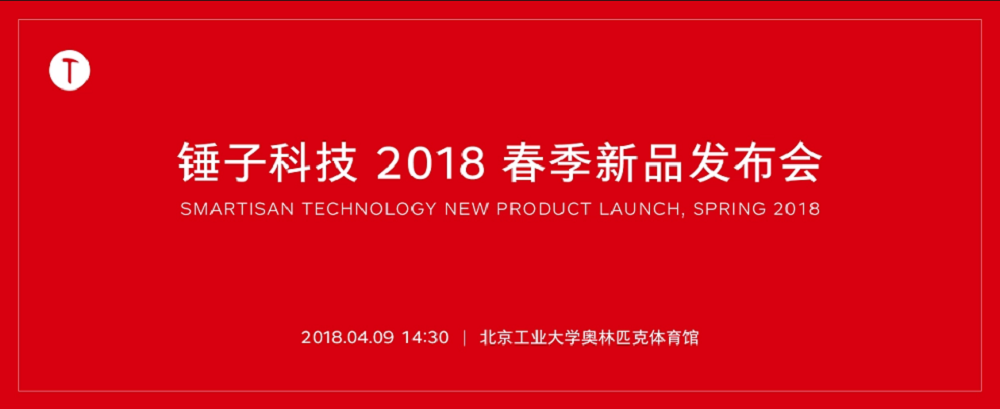 锤子科技 2018 春季新品发布会
SMARTISAN TECHNOLOGY NEW PRODUCT LAUNCH, SPRING 2018
2018.04.09 14:30 | 北京工业大学奥林匹克体育馆